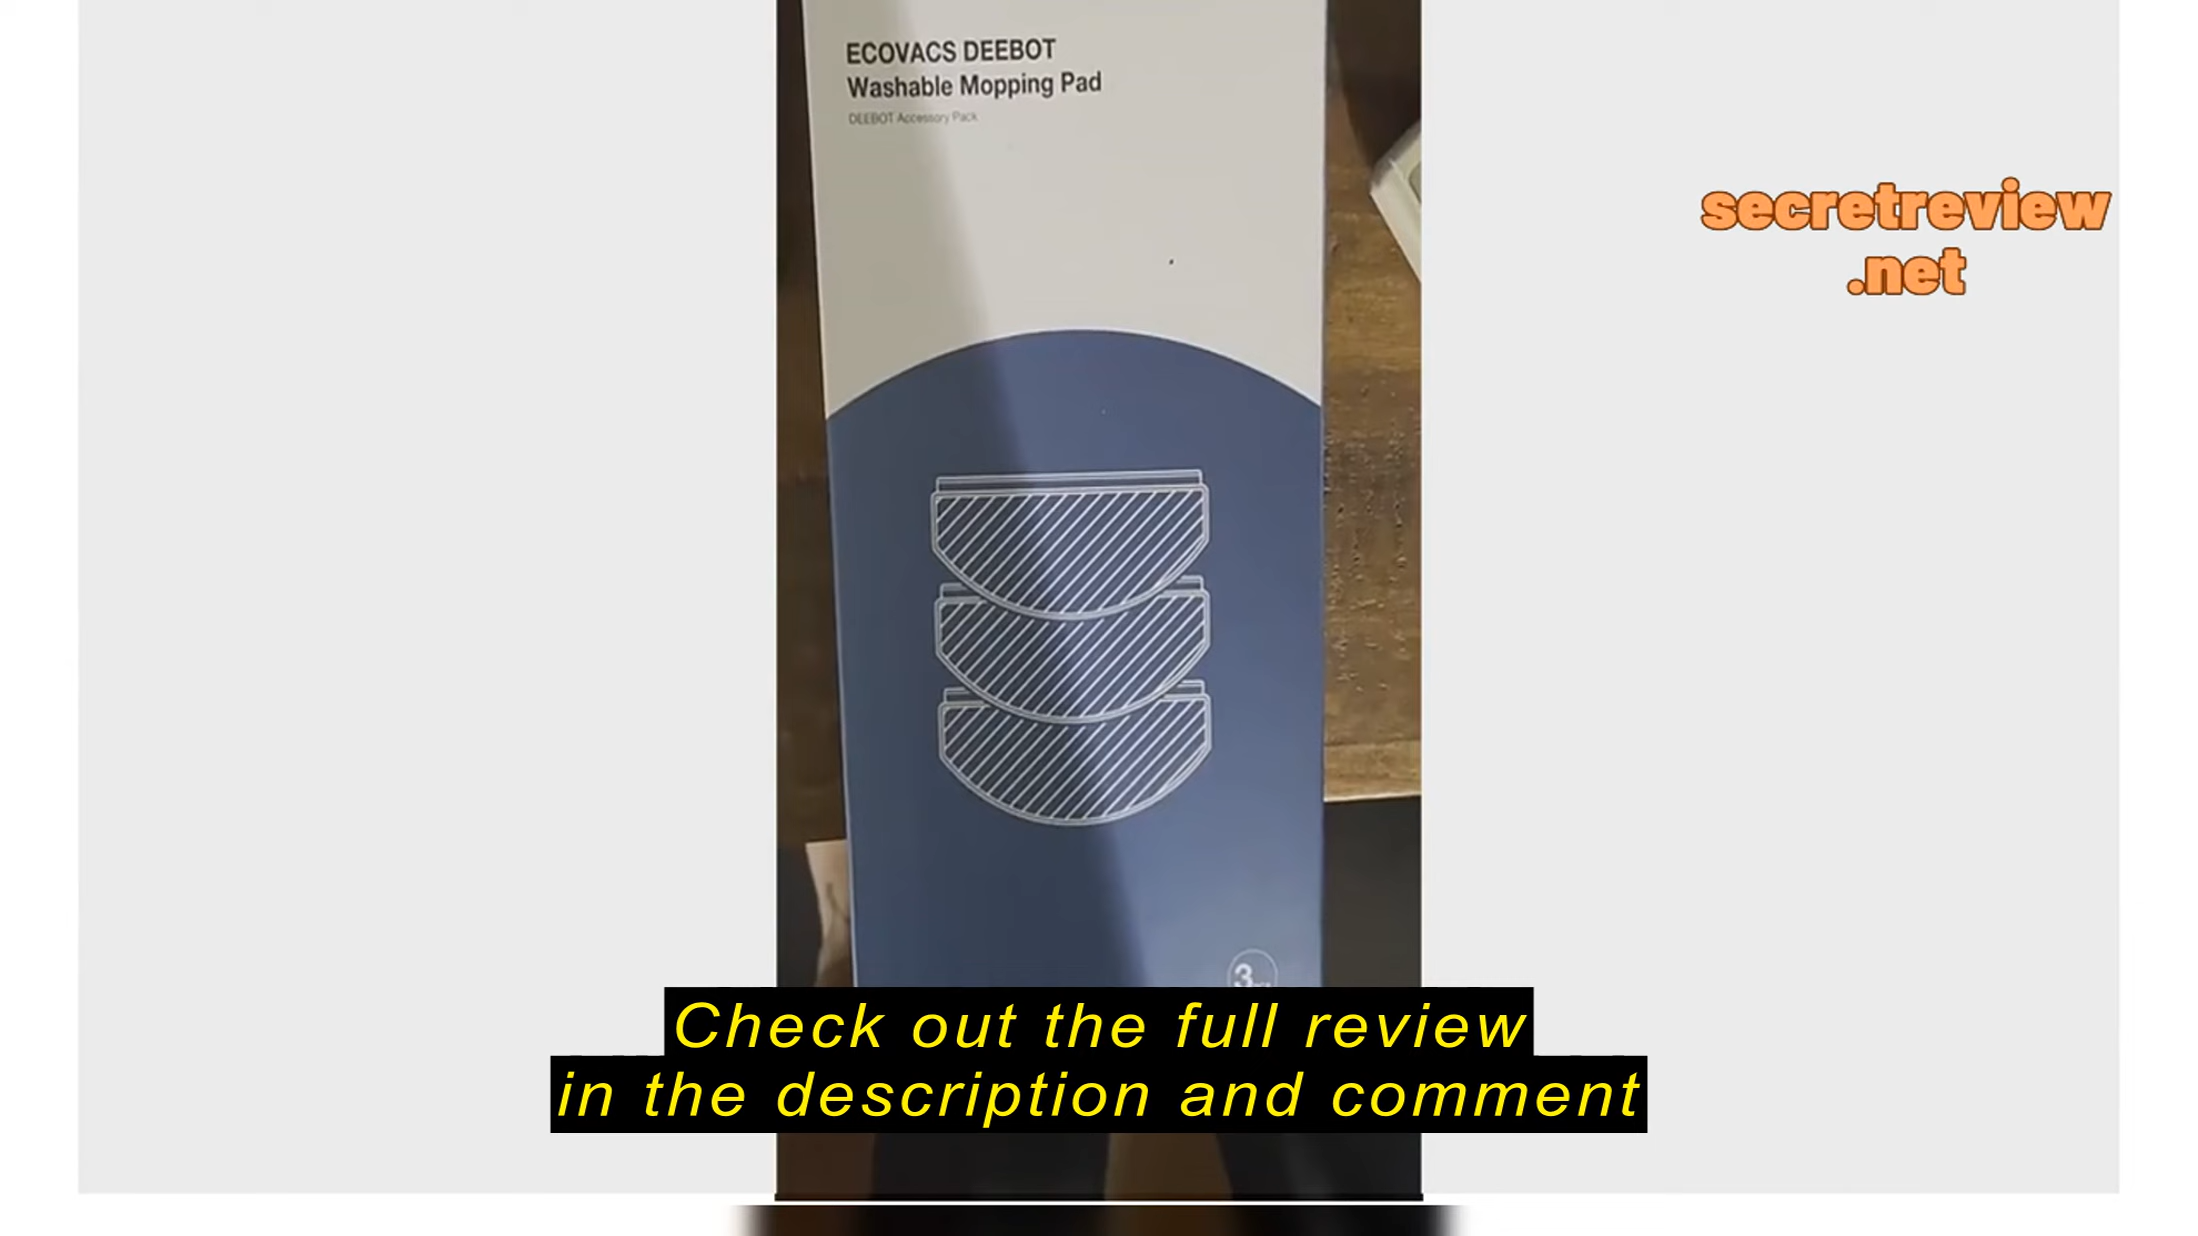 ECOVACS DEEBOT
Washable Mopping Pad
DEEBOT Accessory Pack
secretreview
.net
3
Check out the full review
in the description and comment